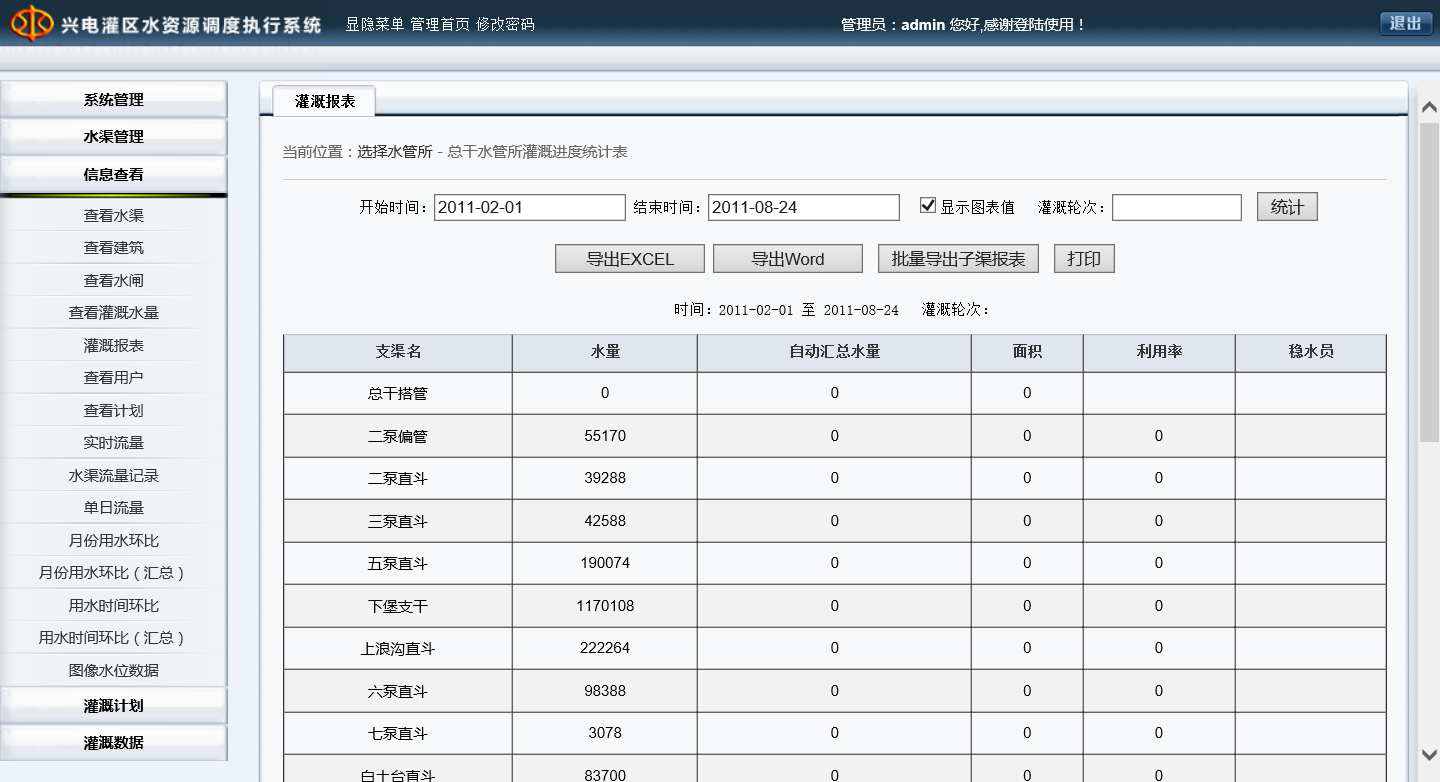 兴电灌区水资源调度执行系统 显隐菜单 管理首页 修改密码 管理员：admin 您好,感谢登陆使用！ 退出
系统管理
水渠管理
信息查看
查看水渠
查看建筑
查看水闸
查看灌溉水量
灌溉报表
查看用户
查看计划
实时流量
水渠流量记录
单日流量
月份用水环比
月份用水环比（汇总）
用水时间环比
用水时间环比（汇总）
图像水位数据
灌溉计划
灌溉数据
灌溉报表
当前位置：选择水管所 - 总干水管所灌溉进度统计表
开始时间：2011-02-01 结束时间：2011-08-24 显示图表值 灌溉轮次： 统计
导出EXCEL 导出Word 批量导出子渠报表 打印
时间：2011-02-01 至 2011-08-24 灌溉轮次：
支渠名 水量 自动汇总水量 面积 利用率 稳水员
总干搭管 0 0 0
二泵偏管 55170 0 0 0
二泵直斗 39288 0 0 0
三泵直斗 42588 0 0 0
五泵直斗 190074 0 0 0
下堡支干 1170108 0 0 0
上浪沟直斗 222264 0 0 0
六泵直斗 98388 0 0 0
七泵直斗 3078 0 0 0
白土台直斗 83700 0 0 0